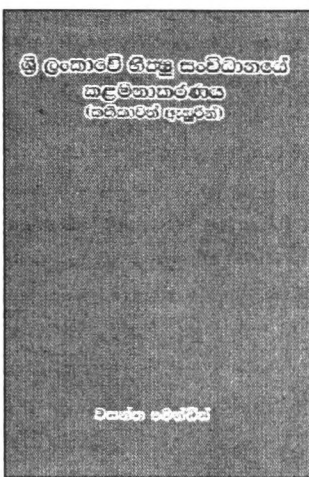 ශ්‍රී ලංකාවේ භික්ෂු සංවිධානයේ
කළමනාකරණය
(කතිකාවත් ඇසුරිනි)
වසන්ත